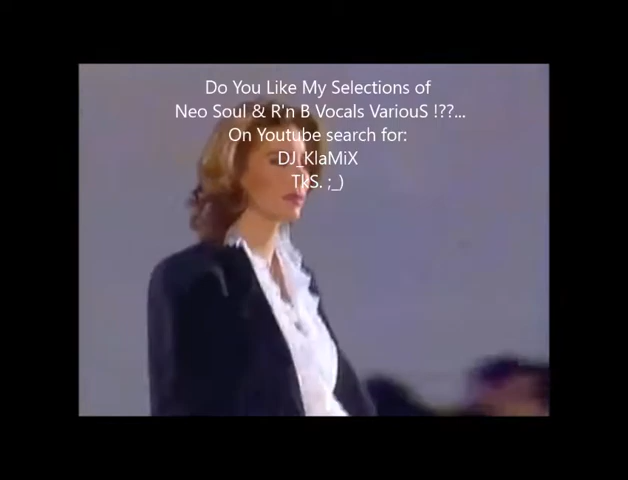 Do You Like My Selections of
Neo Soul & R'n B Vocals VariouS !??...
On Youtube search for:
DJ_KlaMiX
TkS. ;_)